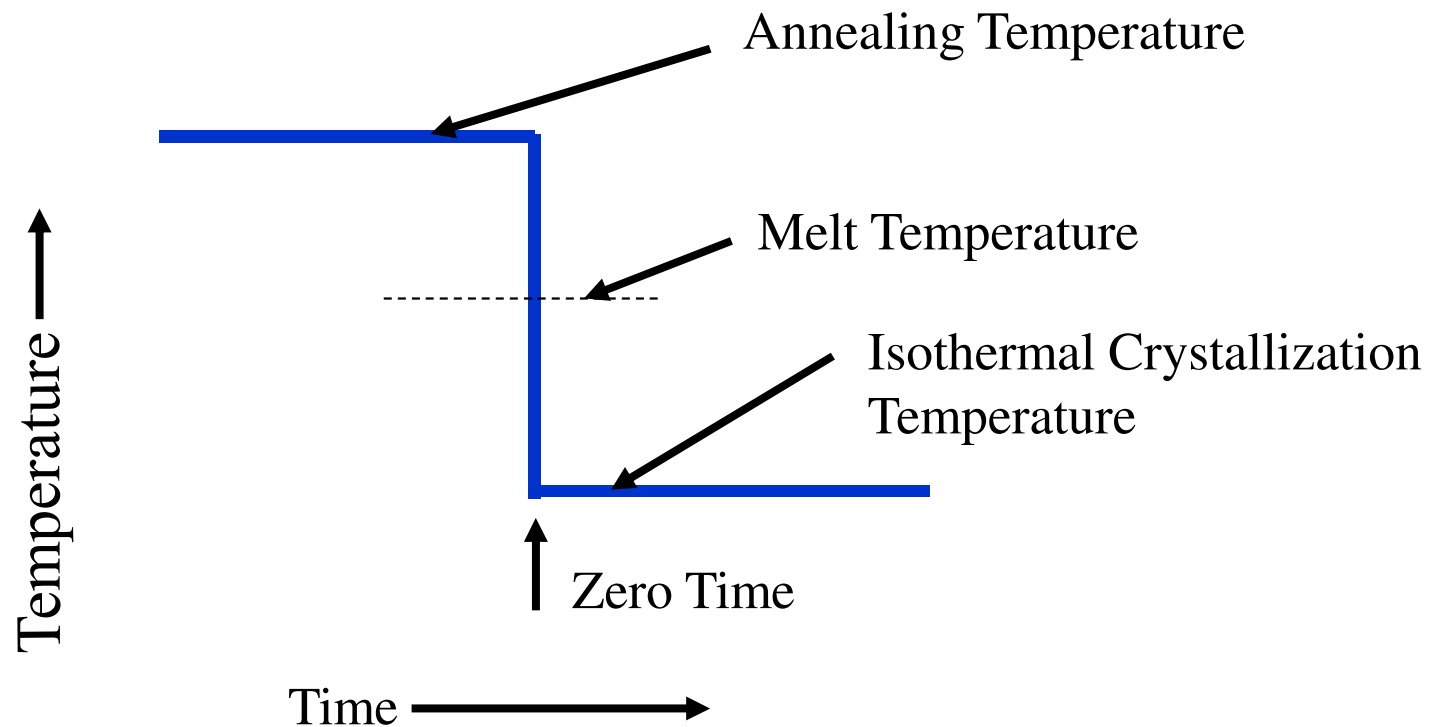 Annealing Temperature
Melt Temperature
Isothermal Crystallization
Temperature
Temperature
Zero Time
Time